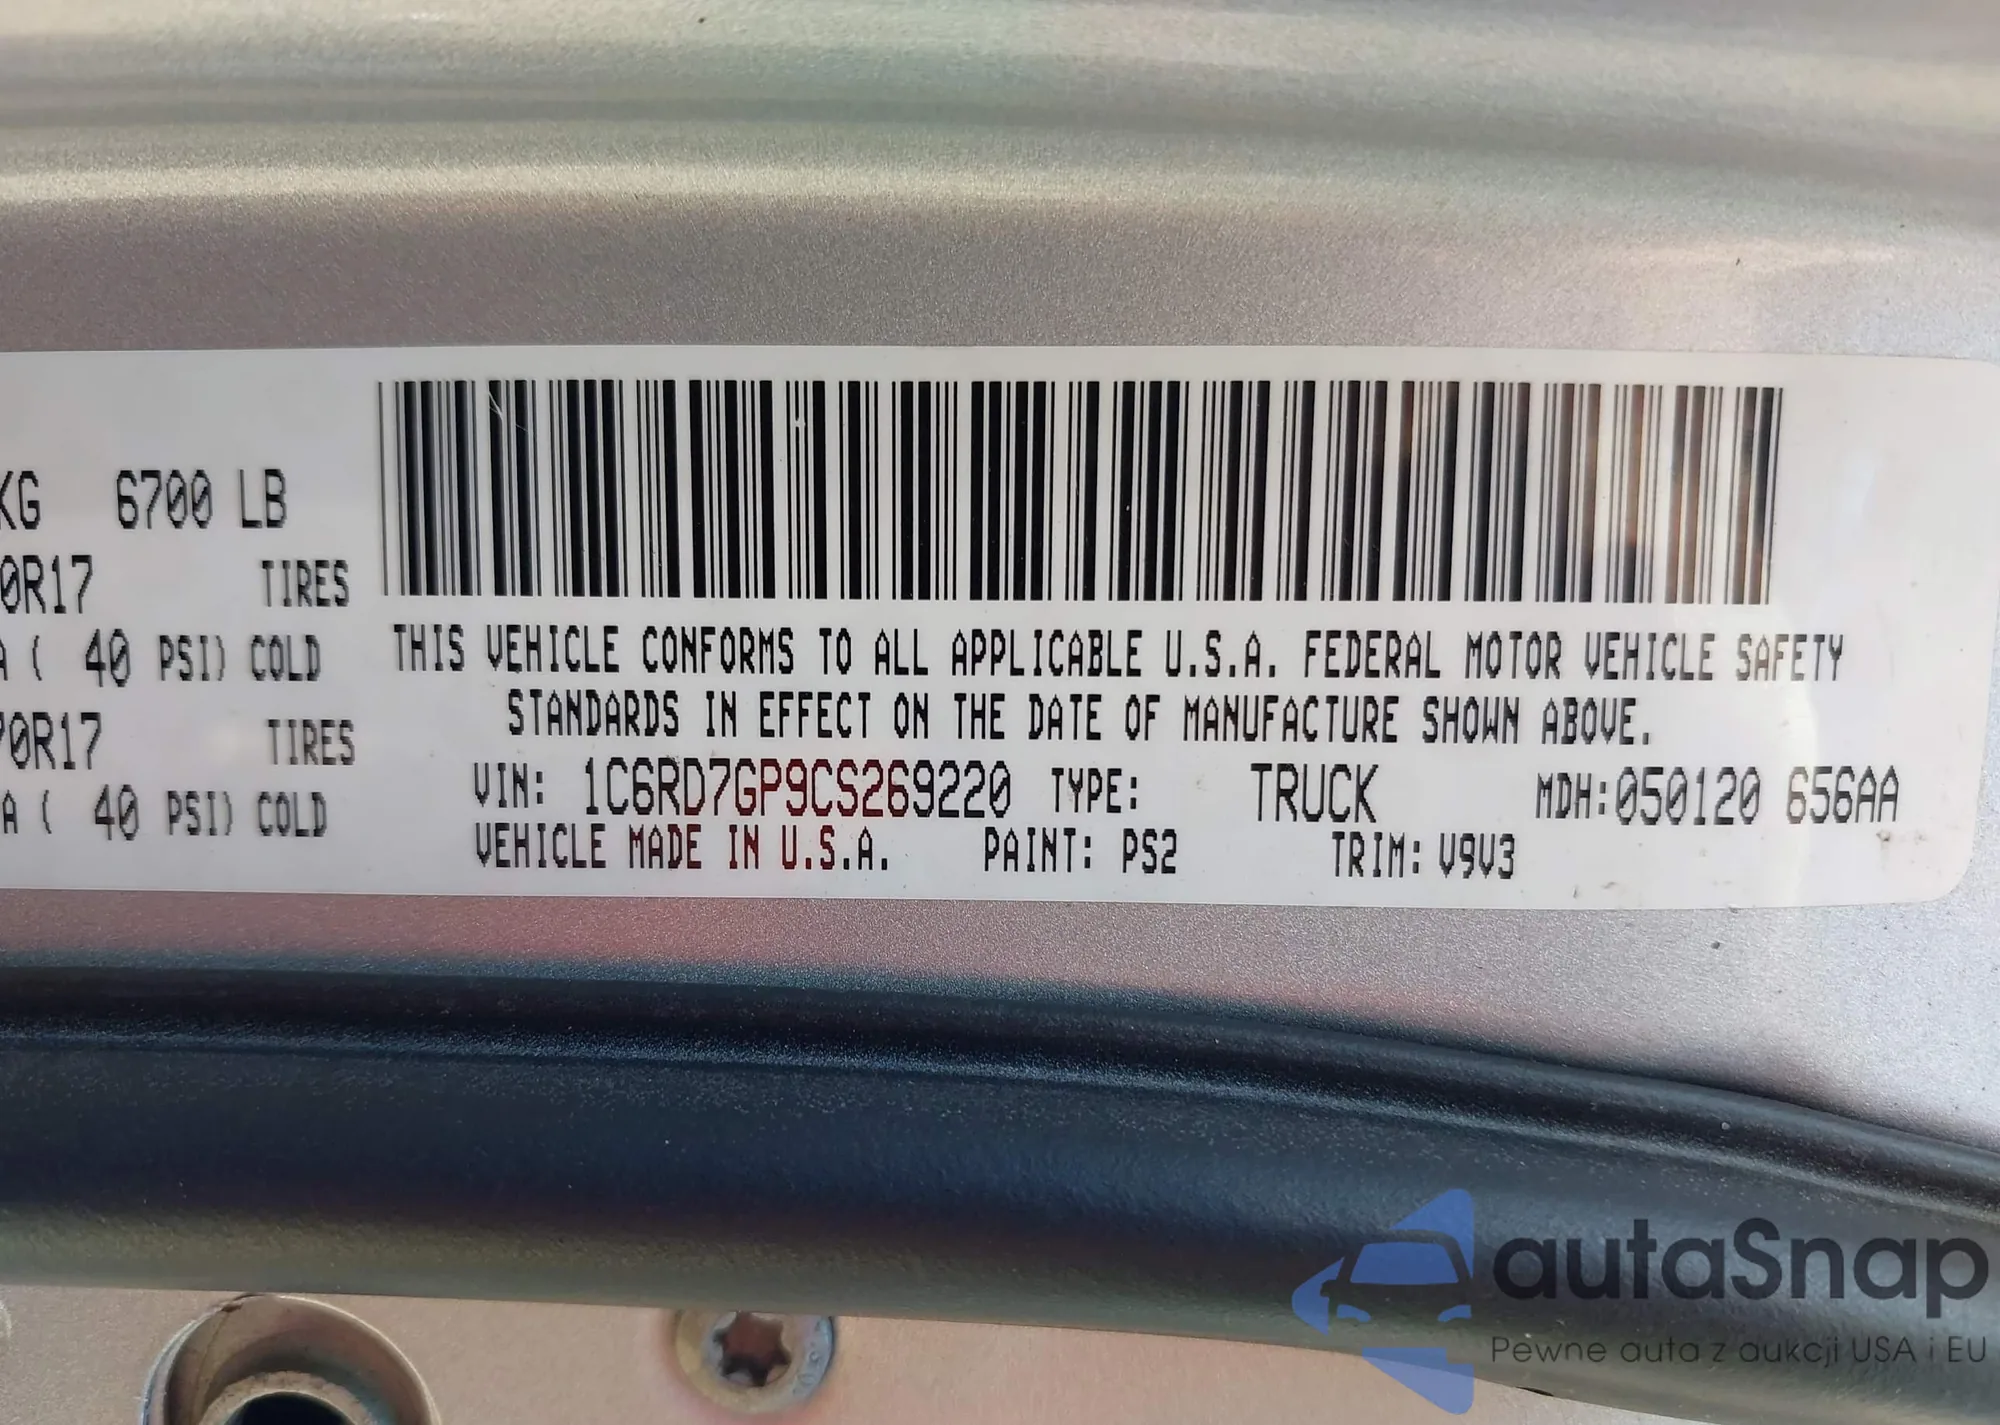 KG 6700 LB
0R17 TIRES
A ( 40 PSI) COLD
70R17 TIRES
A ( 40 PSI) COLD
THIS VEHICLE CONFORMS TO ALL APPLICABLE U.S.A. FEDERAL MOTOR VEHICLE SAFETY
STANDARDS IN EFFECT ON THE DATE OF MANUFACTURE SHOWN ABOVE.
VIN: 1C6RD7GP9CS269220 TYPE: TRUCK MDH:050120 656AA
VEHICLE MADE IN U.S.A. PAINT: PS2 TRIM: V9V3
autaSnap
Pewne auta z aukcji USA i EU